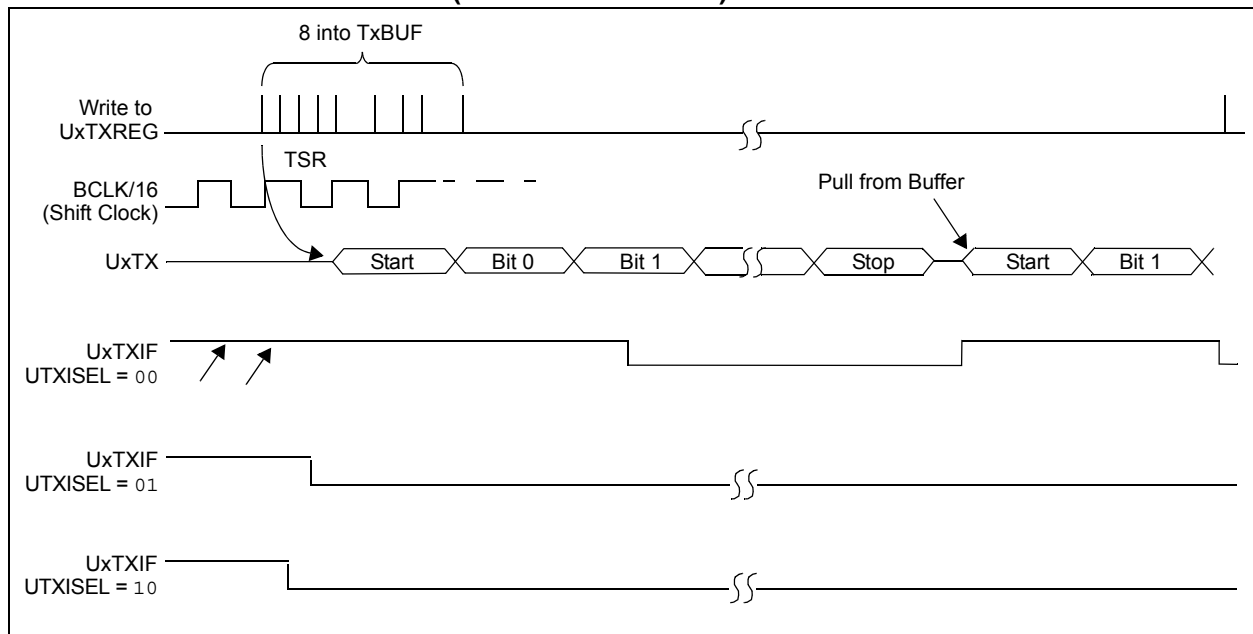 8 into TxBUF
Write to
UxTXREG
TSR
BCLK/16
(Shift Clock)
Pull from Buffer
UxTX
Start
Bit 0
Bit 1
Stop
Start
Bit 1
UxTXIF
UTXISEL = 00
UxTXIF
UTXISEL = 01
UxTXIF
UTXISEL = 10